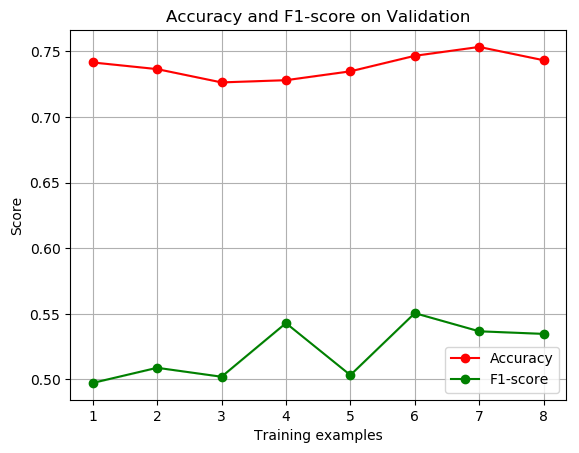 Accuracy and F1-score on Validation
Score
0.75
0.70
0.65
0.60
0.55
0.50
Accuracy
F1-score
1 2 3 4 5 6 7 8
Training examples